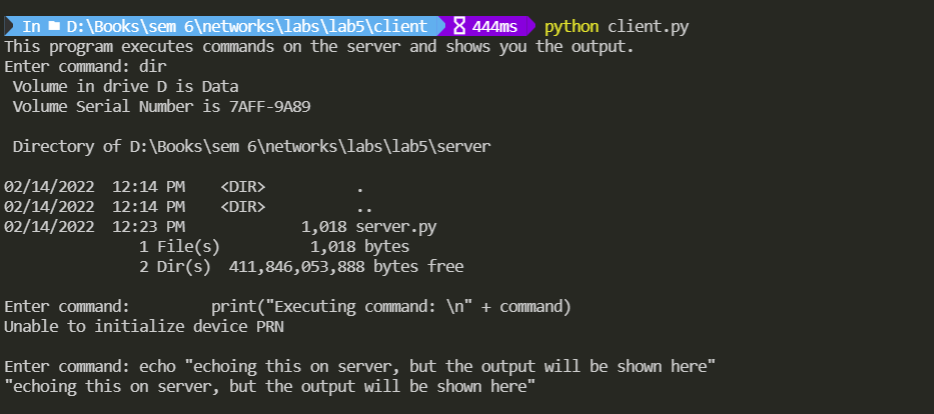 In D:\Books\sem 6\networks\labs\lab5\client 444ms python client.py
This program executes commands on the server and shows you the output.
Enter command: dir
 Volume in drive D is Data
 Volume Serial Number is 7AFF-9A89

 Directory of D:\Books\sem 6\networks\labs\lab5\server

02/14/2022  12:14 PM    <DIR>          .
02/14/2022  12:14 PM    <DIR>          ..
02/14/2022  12:23 PM             1,018 server.py
               1 File(s)          1,018 bytes
               2 Dir(s)  411,846,053,888 bytes free

Enter command:         print("Executing command: \n" + command)
Unable to initialize device PRN

Enter command: echo "echoing this on server, but the output will be shown here"
"echoing this on server, but the output will be shown here"